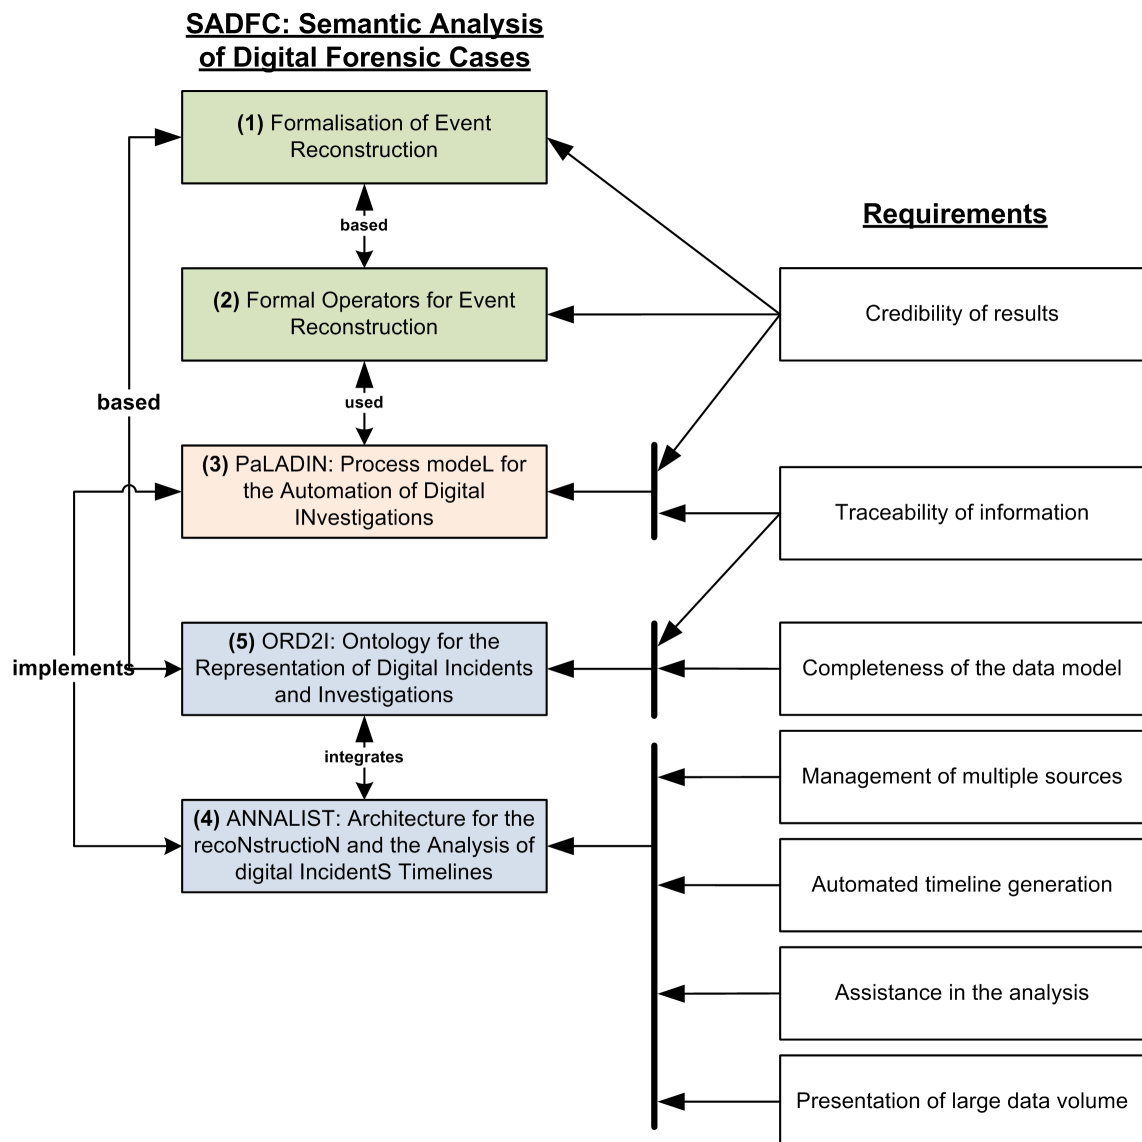 SADFC: Semantic Analysis
of Digital Forensic Cases
(1) Formalisation of Event
Reconstruction
based
Requirements
(2) Formal Operators for Event
Reconstruction
Credibility of results
used
based
(3) PaLADIN: Process modeL for
the Automation of Digital
INvestigations
Traceability of information
(5) ORD2I: Ontology for the
Representation of Digital Incidents
and Investigations
implements
Completeness of the data model
integrates
Management of multiple sources
(4) ANNALIST: Architecture for the
recoNstructioN and the Analysis of
digital IncidentS Timelines
Automated timeline generation
Assistance in the analysis
Presentation of large data volume